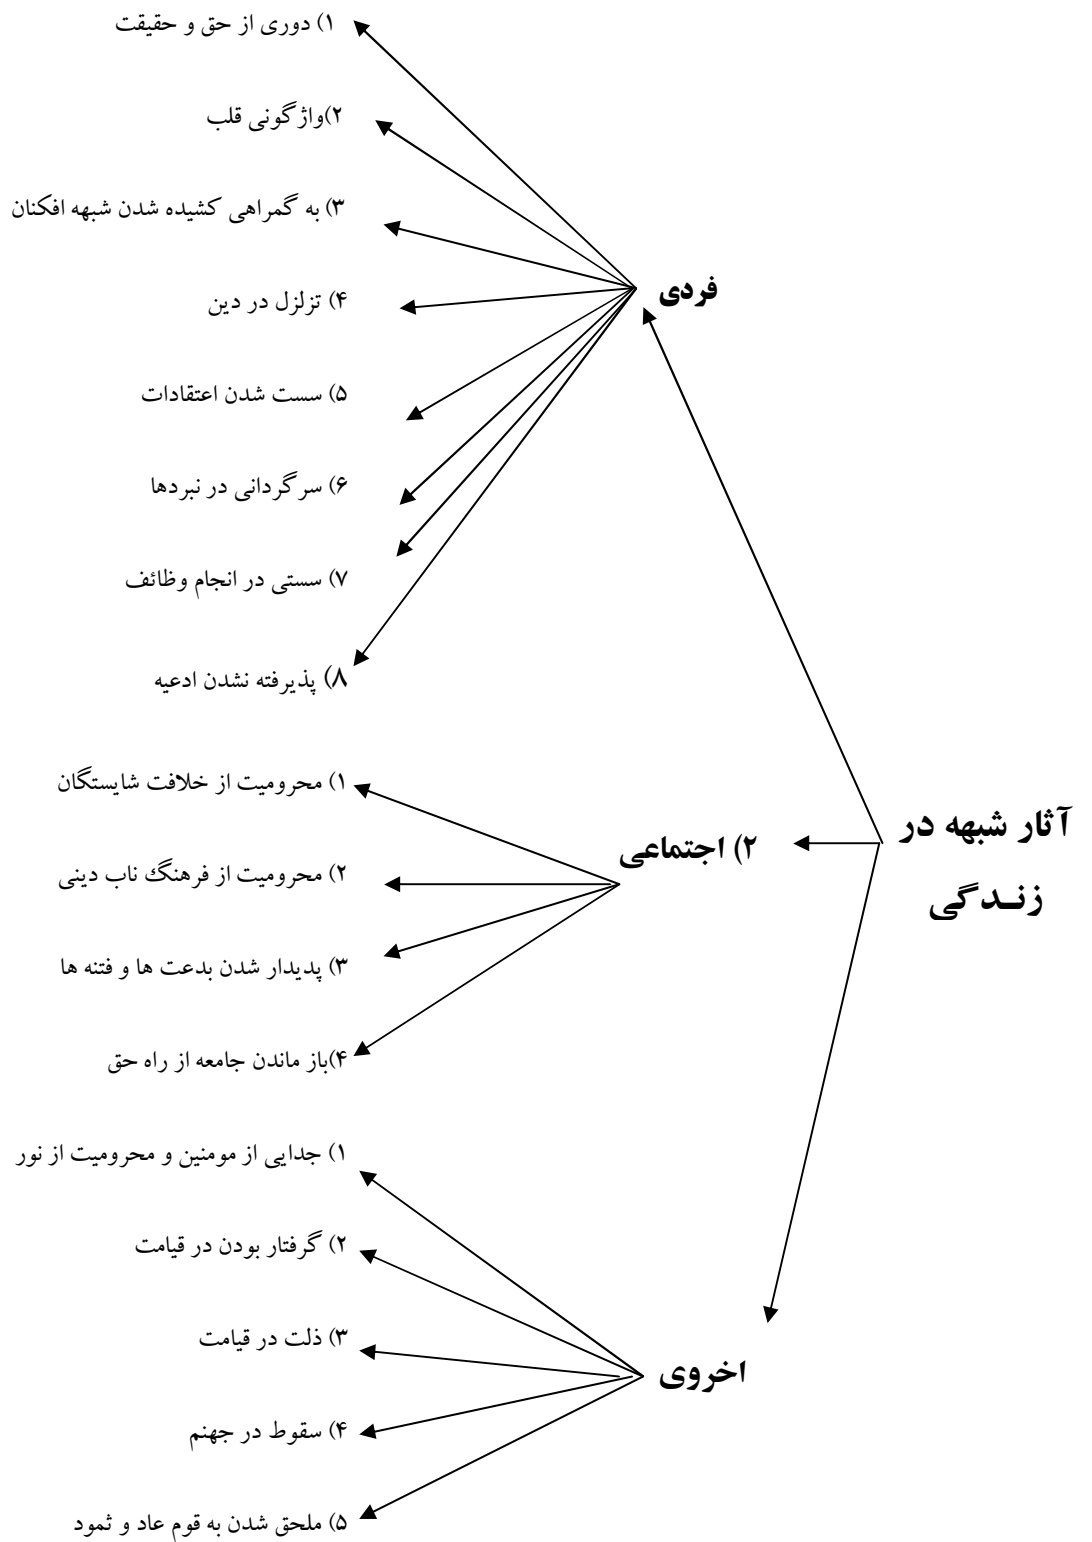 آثار شبهه در
زنـدگی
فردی
۱) دوری از حق و حقیقت
۲)واژگونی قلب
۳) به گمراهی کشیده شدن شبهه افکنان
۴) تزلزل در دین
۵) سست شدن اعتقادات
۶) سرگردانی در نبردها
۷) سستی در انجام وظائف
۸) پذیرفته نشدن ادعیه
۲) اجتماعی
۱) محرومیت از خلافت شایستگان
۲) محرومیت از فرهنگ ناب دینی
۳) پدیدار شدن بدعت ها و فتنه ها
۴)باز ماندن جامعه از راه حق
اخروی
۱) جدایی از مومنین و محرومیت از نور
۲) گرفتار بودن در قیامت
۳) ذلت در قیامت
۴) سقوط در جهنم
۵) ملحق شدن به قوم عاد و ثمود